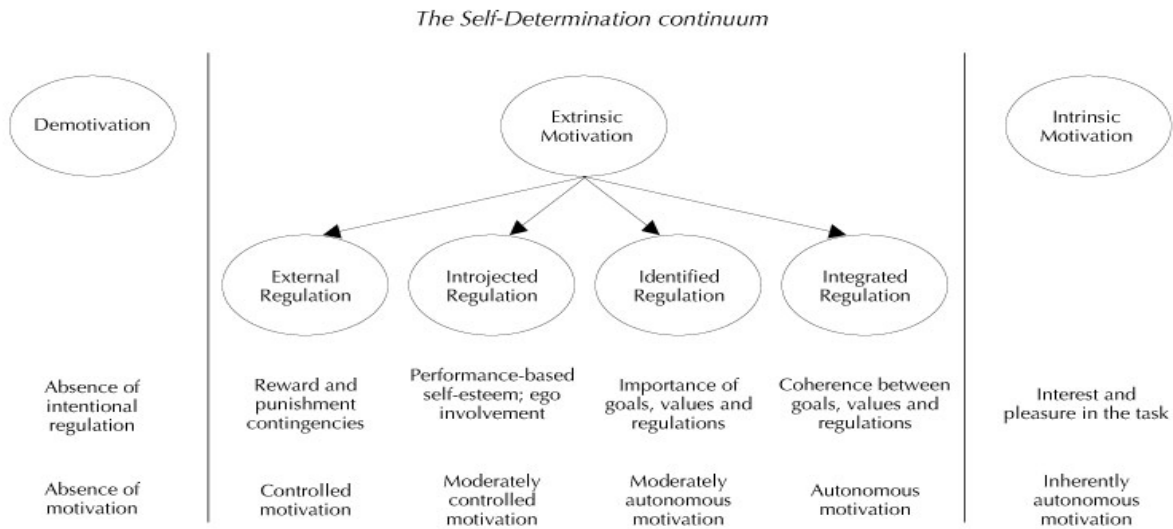 The Self-Determination continuum
Demotivation
Extrinsic
Motivation
Intrinsic
Motivation
External
Regulation
Introjected
Regulation
Identified
Regulation
Integrated
Regulation
Absence of
intentional
regulation
Reward and
punishment
contingencies
Performance-based
self-esteem; ego
involvement
Importance of
goals, values and
regulations
Coherence between
goals, values and
regulations
Interest and
pleasure in the task
Absence of
motivation
Controlled
motivation
Moderately
controlled
motivation
Moderately
autonomous
motivation
Autonomous
motivation
Inherently
autonomous
motivation